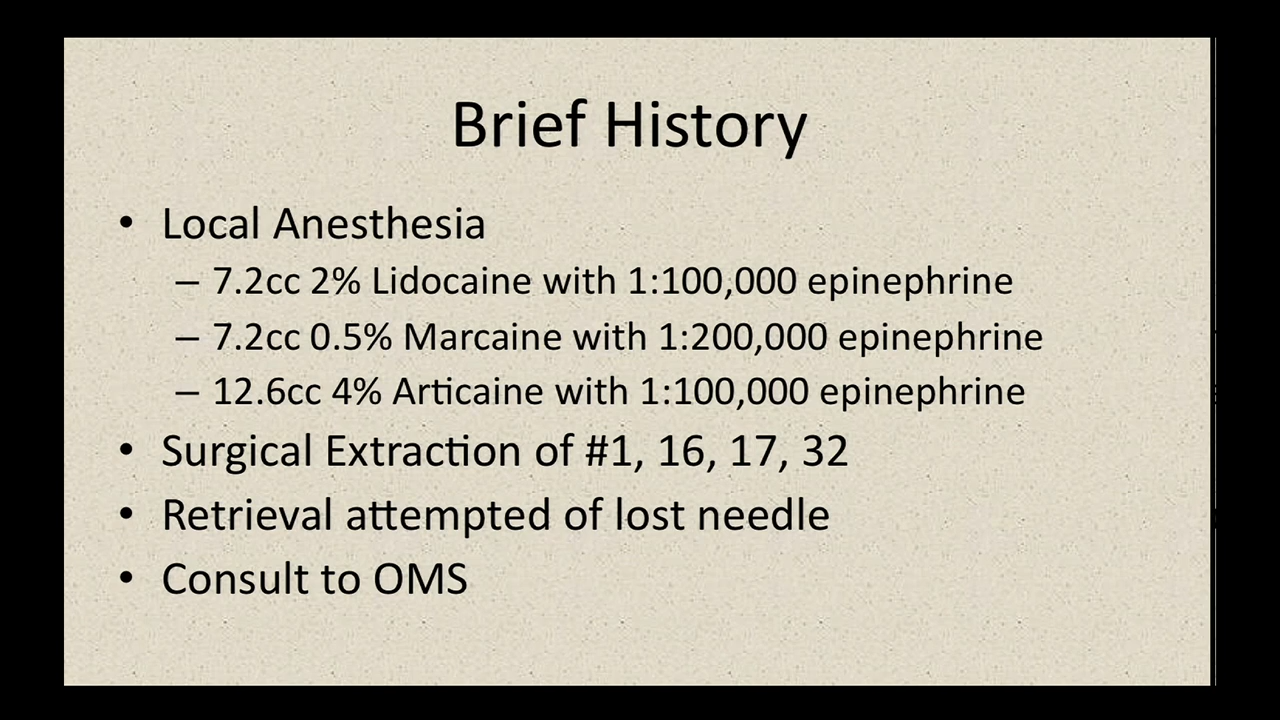 Brief History
• Local Anesthesia
– 7.2cc 2% Lidocaine with 1:100,000 epinephrine
– 7.2cc 0.5% Marcaine with 1:200,000 epinephrine
– 12.6cc 4% Articaine with 1:100,000 epinephrine
• Surgical Extraction of #1, 16, 17, 32
• Retrieval attempted of lost needle
• Consult to OMS